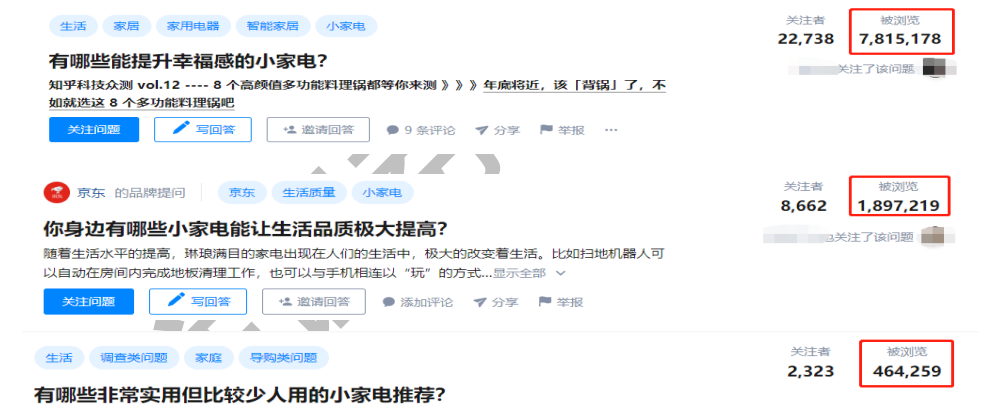 生活 家居 家用电器 智能家居 小家电
关注者 被浏览
22,738 7,815,178
有哪些能提升幸福感的小家电？
关注了该问题
知乎科技众测 vol.12 ---- 8 个高颜值多功能料理锅都等你来测 》》》年底将近，该「背锅」了，不
如就选这 8 个多功能料理锅吧
关注问题 写回答 邀请回答 9 条评论 分享 举报 ···
京东 的品牌提问 京东 生活质量 小家电
关注者 被浏览
8,662 1,897,219
你身边有哪些小家电能让生活品质极大提高？
关注了该问题
随着生活水平的提高，琳琅满目的家电出现在人们的生活中，极大的改变着生活。比如扫地机器人可
以自动在房间内完成地板清理工作，也可以与手机相连以“玩”的方式...显示全部
关注问题 写回答 邀请回答 添加评论 分享 举报
生活 调查类问题 家庭 导购类问题
关注者 被浏览
2,323 464,259
有哪些非常实用但比较少人用的小家电推荐？